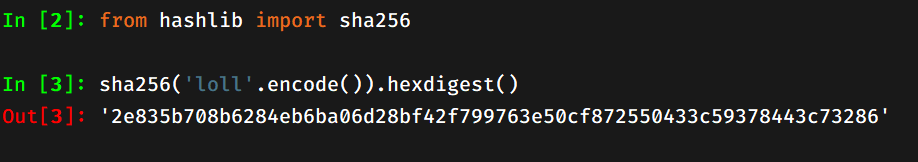 In [2]: from hashlib import sha256
In [3]: sha256('loll'.encode()).hexdigest()
Out[3]: '2e835b708b6284eb6ba06d28bf42f799763e50cf872550433c59378443c73286'